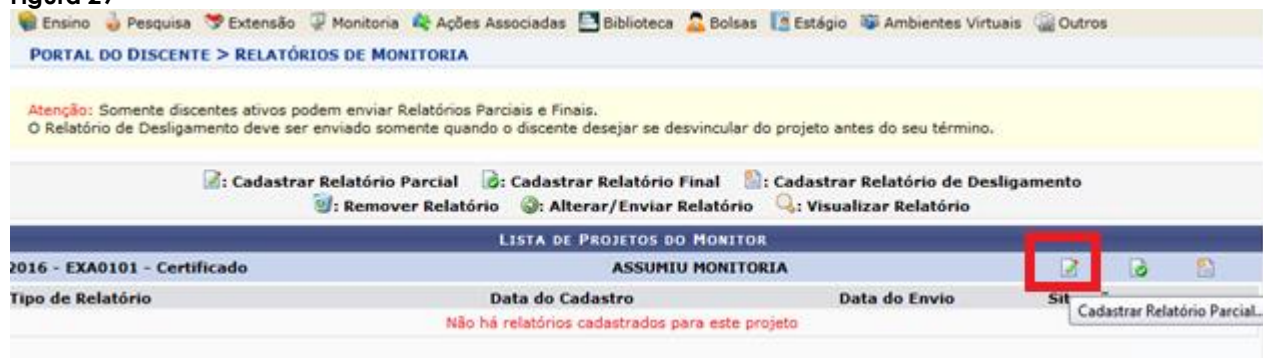 Figura 27
Ensino Pesquisa Extensão Monitoria Ações Associadas Biblioteca Bolsas Estágio Ambientes Virtuais Outros
PORTAL DO DISCENTE > RELATÓRIOS DE MONITORIA
Atenção: Somente discentes ativos podem enviar Relatórios Parciais e Finais.
O Relatório de Desligamento deve ser enviado somente quando o discente desejar se desvincular do projeto antes do seu término.
: Cadastrar Relatório Parcial : Cadastrar Relatório Final : Cadastrar Relatório de Desligamento
: Remover Relatório : Alterar/Enviar Relatório : Visualizar Relatório
LISTA DE PROJETOS DO MONITOR
2016 - EXA0101 - Certificado ASSUMIU MONITORIA
Tipo de Relatório Data do Cadastro Data do Envio Sit
Cadastrar Relatório Parcial...
Não há relatórios cadastrados para este projeto